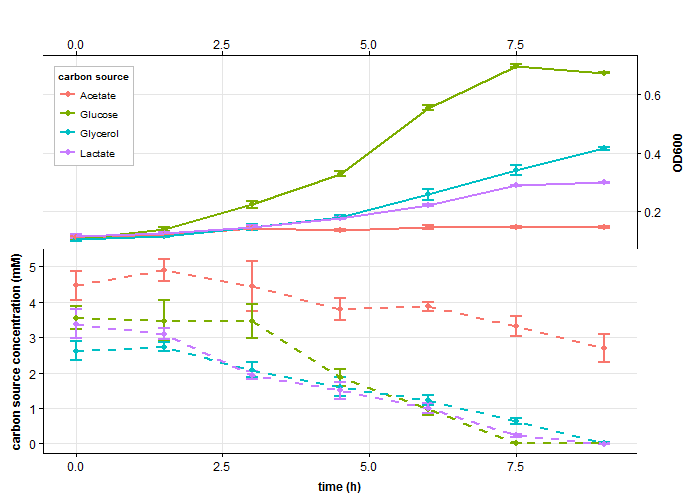 0.0 2.5 5.0 7.5
carbon source
Acetate
Glucose
Glycerol
Lactate
0.6
0.4
0.2
OD600
5
4
3
2
1
0
carbon source concentration (mM)
0.0 2.5 5.0 7.5
time (h)